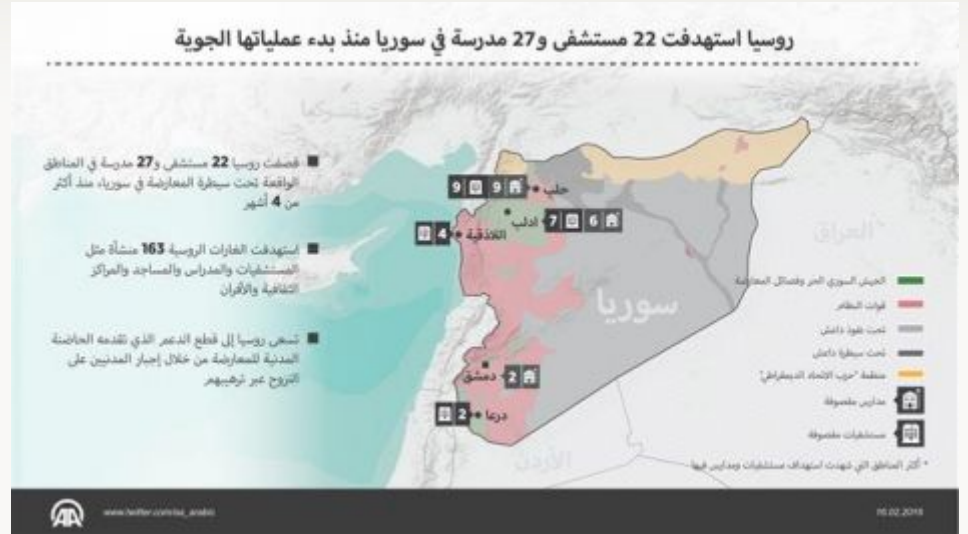 روسيا استهدفت 22 مستشفى و27 مدرسة في سوريا منذ بدء عملياتها الجوية
قصفت روسيا 22 مستشفى و27 مدرسة في المناطق
الواقعة تحت سيطرة المعارضة في سوريا، منذ أكثر
من 4 أشهر
استهدفت الغارات الروسية 163 منشأة مثل
المستشفيات والمدارس والمساجد والمراكز
الثقافية والأفران
تسعى روسيا إلى قطع الدعم الذي تقدمه الحاضنة
المدنية للمعارضة من خلال إجبار المدنيين على
النزوح عبر ترهيبهم
تركيا
حلب 9 9
ادلب 7 6
اللاذقية 4
سوريا
العراق
دمشق 2
درعا 2
الأردن
الجيش السوري الحر وفصائل المعارضة
قوات النظام
تحت نفوذ داعش
تحت سيطرة داعش
منظمة "حزب الاتحاد الديمقراطي"
مدارس مقصوفة
مستشفيات مقصوفة
* أكثر المناطق التي شهدت استهداف مستشفيات ومدارس فيها
AA
www.twitter.com/aa_arabic